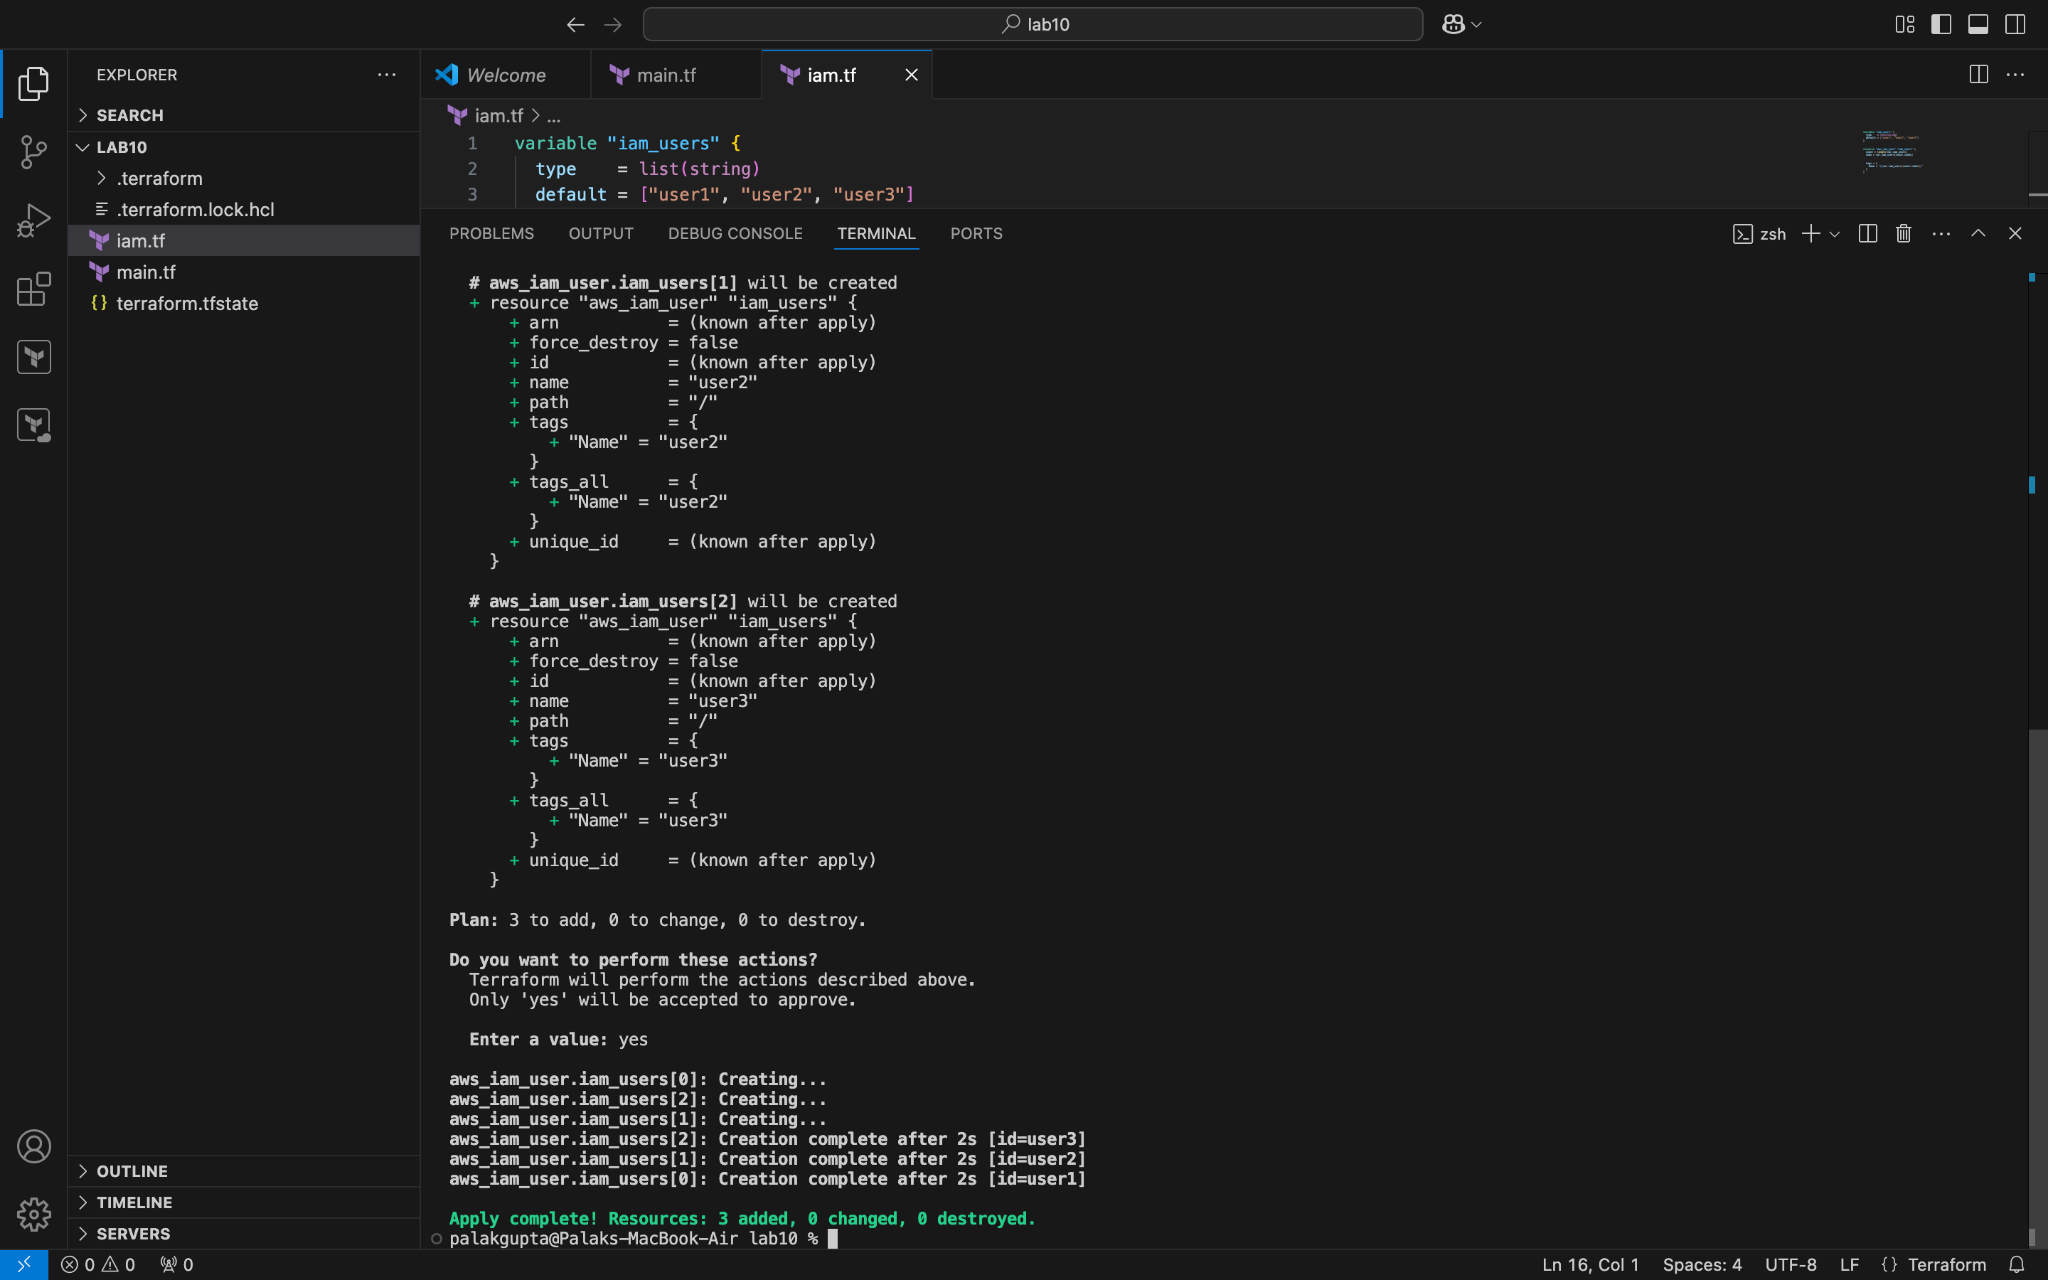 lab10
EXPLORER
SEARCH
LAB10
.terraform
.terraform.lock.hcl
iam.tf
main.tf
terraform.tfstate
OUTLINE
TIMELINE
SERVERS
Welcome
main.tf
iam.tf
iam.tf > ...
1 variable "iam_users" {
2 type = list(string)
3 default = ["user1", "user2", "user3"]
PROBLEMS OUTPUT DEBUG CONSOLE TERMINAL PORTS
zsh
# aws_iam_user.iam_users[1] will be created
+ resource "aws_iam_user" "iam_users" {
+ arn = (known after apply)
+ force_destroy = false
+ id = (known after apply)
+ name = "user2"
+ path = "/"
+ tags = {
+ "Name" = "user2"
}
+ tags_all = {
+ "Name" = "user2"
}
+ unique_id = (known after apply)
}
# aws_iam_user.iam_users[2] will be created
+ resource "aws_iam_user" "iam_users" {
+ arn = (known after apply)
+ force_destroy = false
+ id = (known after apply)
+ name = "user3"
+ path = "/"
+ tags = {
+ "Name" = "user3"
}
+ tags_all = {
+ "Name" = "user3"
}
+ unique_id = (known after apply)
}
Plan: 3 to add, 0 to change, 0 to destroy.
Do you want to perform these actions?
Terraform will perform the actions described above.
Only 'yes' will be accepted to approve.
Enter a value: yes
aws_iam_user.iam_users[0]: Creating...
aws_iam_user.iam_users[2]: Creating...
aws_iam_user.iam_users[1]: Creating...
aws_iam_user.iam_users[2]: Creation complete after 2s [id=user3]
aws_iam_user.iam_users[1]: Creation complete after 2s [id=user2]
aws_iam_user.iam_users[0]: Creation complete after 2s [id=user1]
Apply complete! Resources: 3 added, 0 changed, 0 destroyed.
palakgupta@Palaks-MacBook-Air lab10 %
0 0 0
Ln 16, Col 1 Spaces: 4 UTF-8 LF {} Terraform